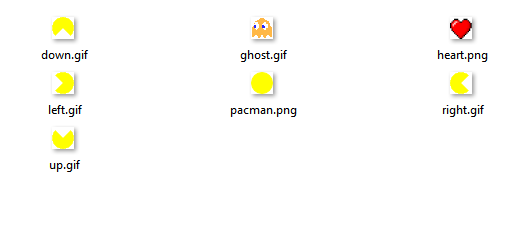 down.gif
ghost.gif
heart.png
left.gif
pacman.png
right.gif
up.gif